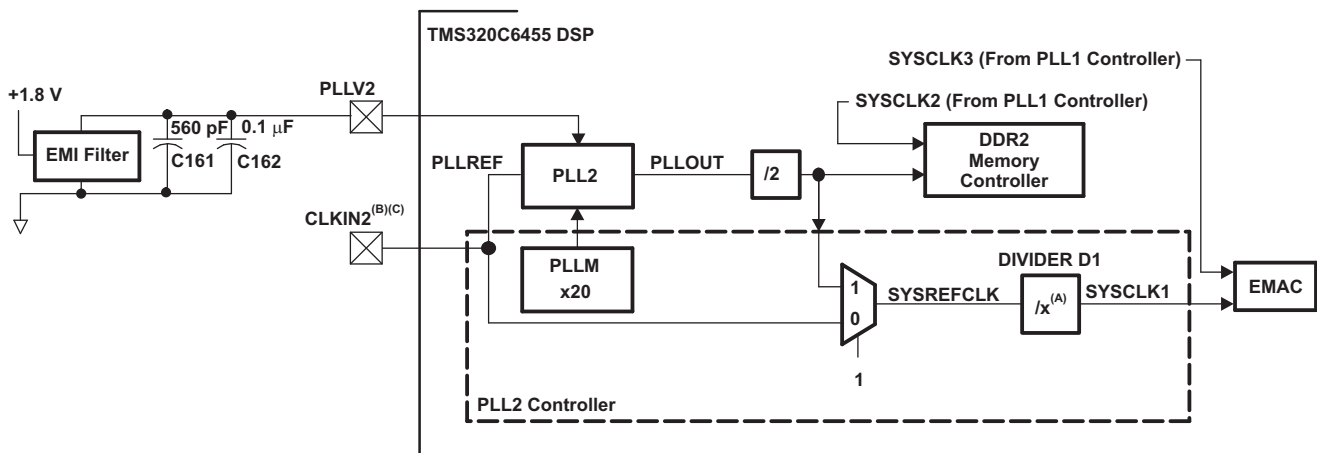 TMS320C6455 DSP
SYSCLK3 (From PLL1 Controller)
+1.8 V
PLLV2
SYSCLK2 (From PLL1 Controller)
560 pF
0.1 μF
EMI Filter
C161
C162
DDR2
Memory
Controller
PLLREF
PLL2
PLLOUT
/2
CLKIN2(B)(C)
PLLM
x20
DIVIDER D1
1
SYSREFCLK
/x(A)
SYSCLK1
EMAC
0
1
PLL2 Controller